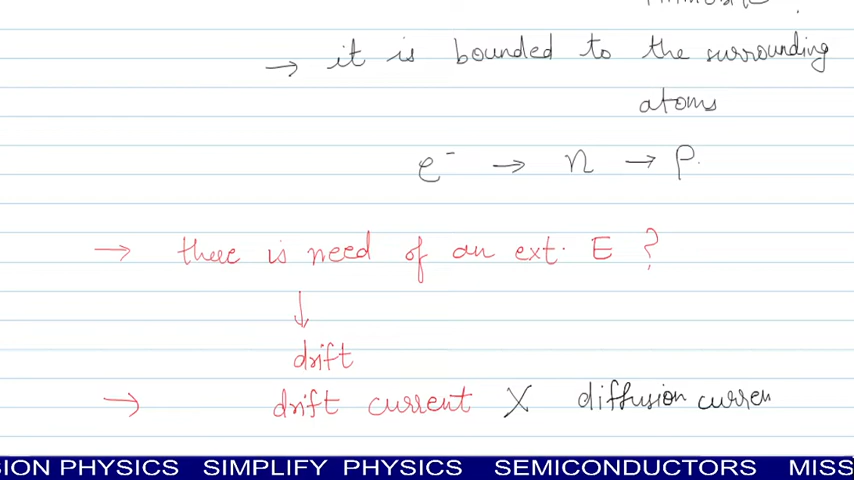 → it is bounded to the surrounding
atoms
e⁻ → n → p.
→ there is need of an ext. E ?
↓
drift
→ drift current X diffusion curren
SION PHYSICS SIMPLIFY PHYSICS SEMICONDUCTORS MISS